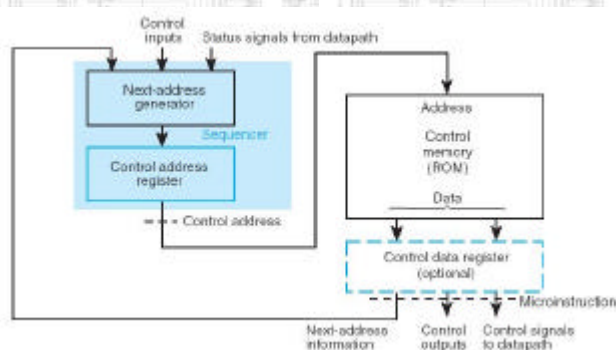 Control
inputs
Status signals from datapath
Next-address
generator
Sequencer
Control address
register
Control address
Address
Control
memory
(ROM)
Data
Control data register
(optional)
Microinstruction
Next-address
information
Control
outputs
Control signals
to datapath